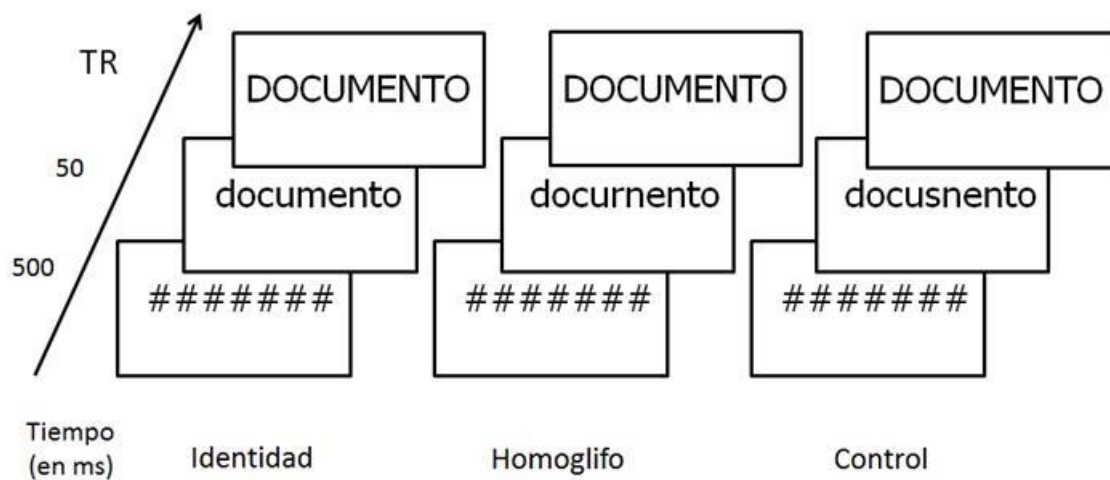 TR
DOCUMENTO DOCUMENTO DOCUMENTO
50
documento docurnento docusnento
500
####### ####### #######
Tiempo
(en ms)
Identidad Homoglifo Control